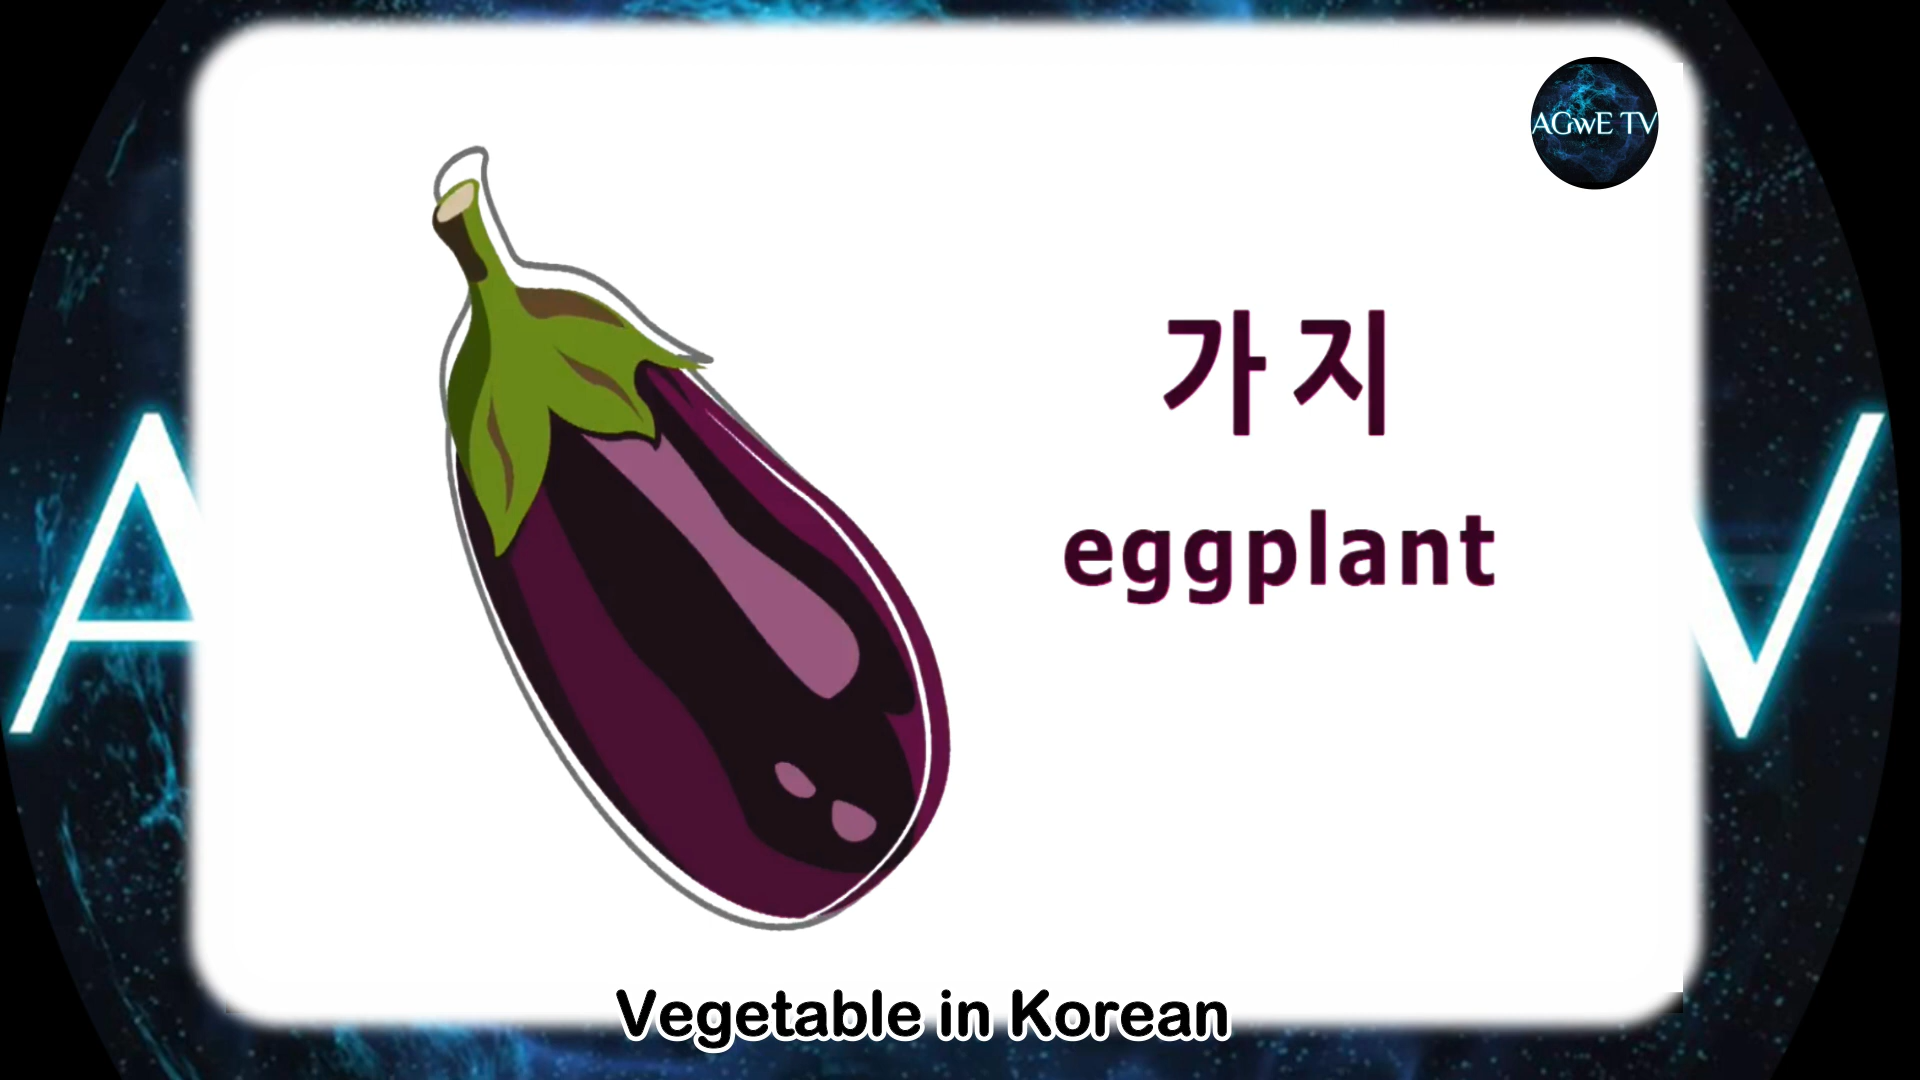 AGwE TV
가지
eggplant
A
V
Vegetable in Korean